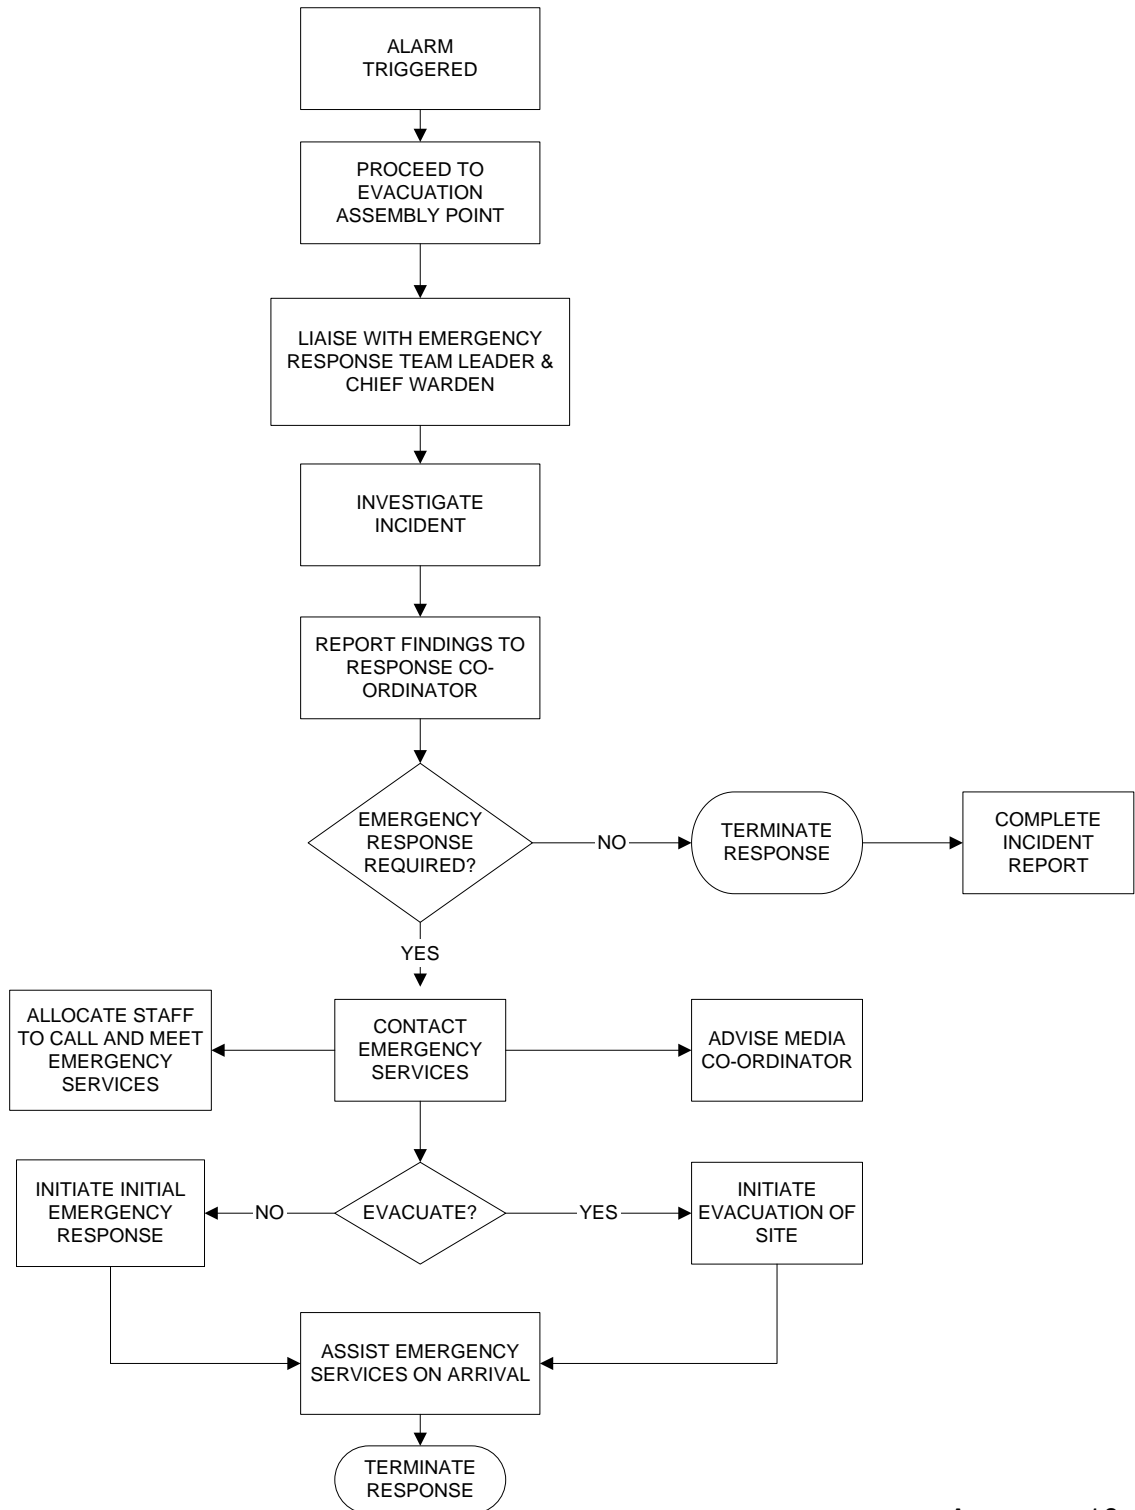 ALARM
TRIGGERED
PROCEED TO
EVACUATION
ASSEMBLY POINT
LIAISE WITH EMERGENCY
RESPONSE TEAM LEADER &
CHIEF WARDEN
INVESTIGATE
INCIDENT
REPORT FINDINGS TO
RESPONSE CO-
ORDINATOR
EMERGENCY
RESPONSE
REQUIRED?
NO
TERMINATE
RESPONSE
COMPLETE
INCIDENT
REPORT
YES
ALLOCATE STAFF
TO CALL AND MEET
EMERGENCY
SERVICES
CONTACT
EMERGENCY
SERVICES
ADVISE MEDIA
CO-ORDINATOR
INITIATE INITIAL
EMERGENCY
RESPONSE
NO
EVACUATE?
YES
INITIATE
EVACUATION OF
SITE
ASSIST EMERGENCY
SERVICES ON ARRIVAL
TERMINATE
RESPONSE